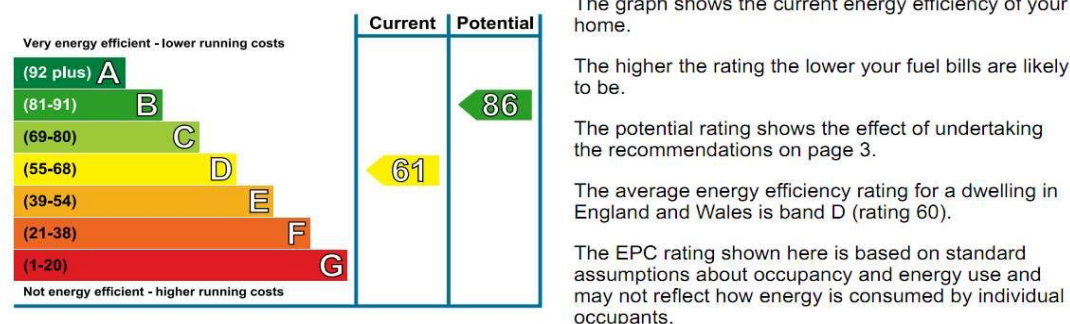 Current Potential
Very energy efficient - lower running costs
(92 plus) A
(81-91) B
86
(69-80) C
(55-68) D
61
(39-54) E
(21-38) F
(1-20) G
Not energy efficient - higher running costs
The graph shows the current energy efficiency of your
home.
The higher the rating the lower your fuel bills are likely
to be.
The potential rating shows the effect of undertaking
the recommendations on page 3.
The average energy efficiency rating for a dwelling in
England and Wales is band D (rating 60).
The EPC rating shown here is based on standard
assumptions about occupancy and energy use and
may not reflect how energy is consumed by individual
occupants.